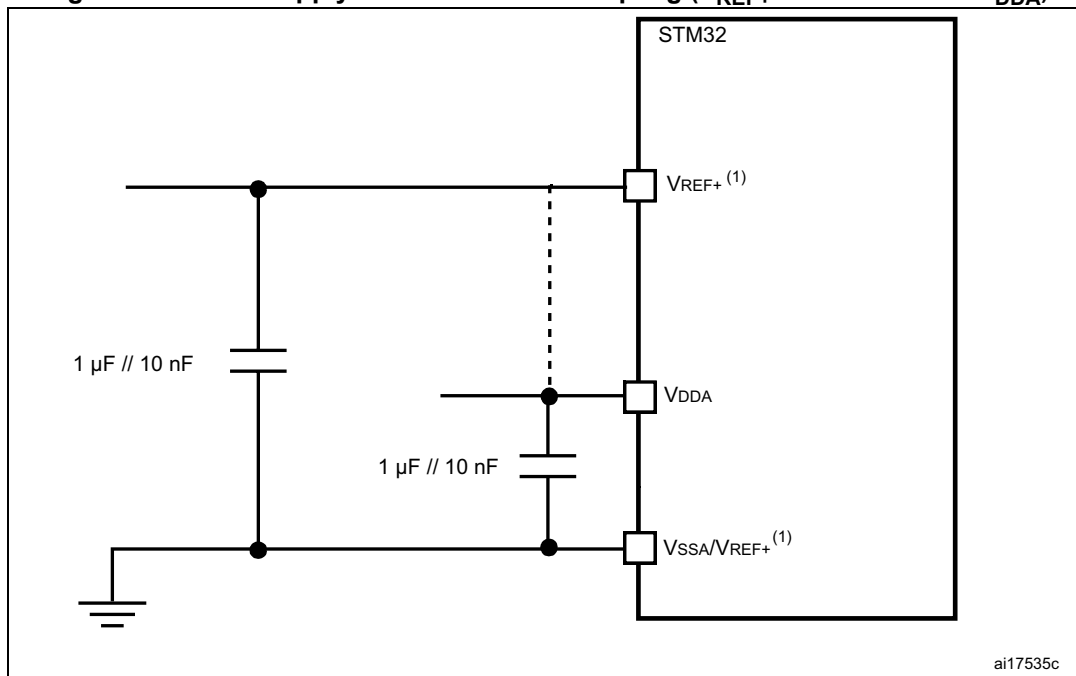 STM32
VREF+ (1)
1 µF // 10 nF
VDDA
1 µF // 10 nF
VSSA/VREF+ (1)
ai17535c